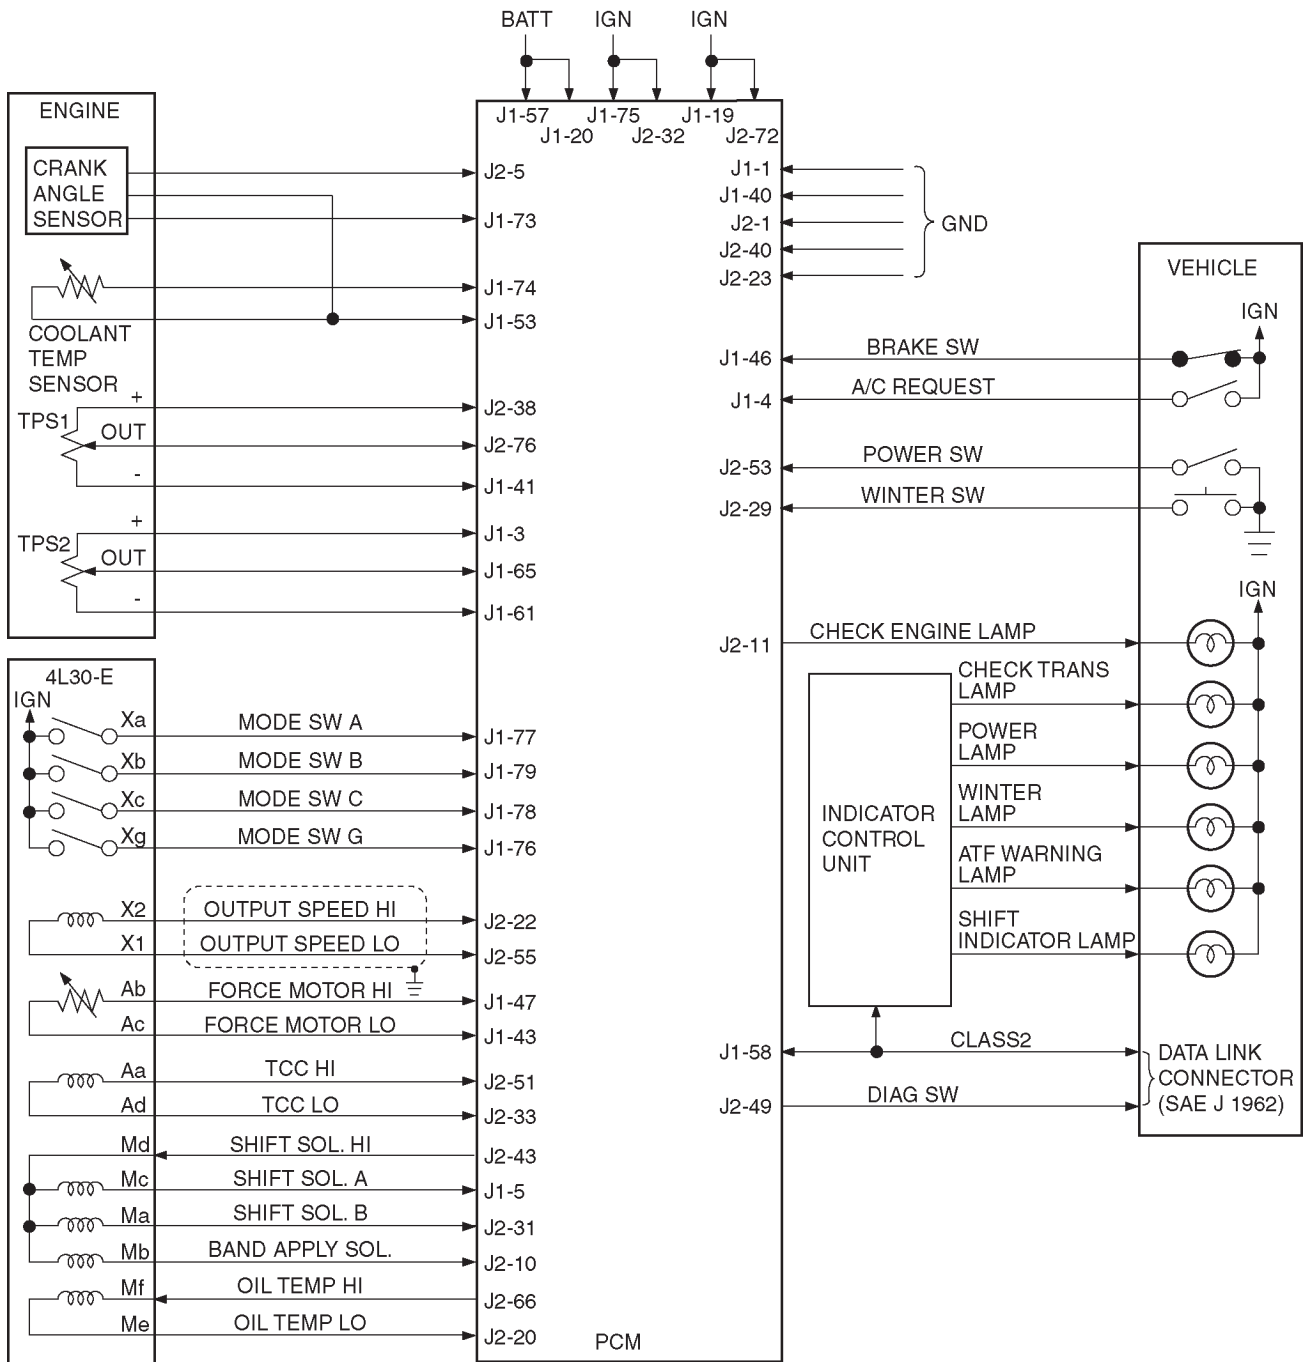 BATT
IGN
IGN
J1-57
J1-75
J1-19
J1-20
J2-32
J2-72
ENGINE
CRANK
ANGLE
SENSOR
J2-5
J1-73
J1-74
J1-53
COOLANT
TEMP
SENSOR
TPS1
+
OUT
-
J2-38
J2-76
J1-41
TPS2
+
OUT
-
J1-3
J1-65
J1-61
4L30-E
IGN
Xa
MODE SW A
J1-77
Xb
MODE SW B
J1-79
Xc
MODE SW C
J1-78
Xg
MODE SW G
J1-76
X2
OUTPUT SPEED HI
J2-22
X1
OUTPUT SPEED LO
J2-55
Ab
FORCE MOTOR HI
J1-47
Ac
FORCE MOTOR LO
J1-43
Aa
TCC HI
J2-51
Ad
TCC LO
J2-33
Md
SHIFT SOL. HI
J2-43
Mc
SHIFT SOL. A
J1-5
Ma
SHIFT SOL. B
J2-31
Mb
BAND APPLY SOL.
J2-10
Mf
OIL TEMP HI
J2-66
Me
OIL TEMP LO
J2-20
PCM
J1-1
J1-40
J2-1
J2-40
J2-23
GND
VEHICLE
IGN
J1-46
BRAKE SW
J1-4
A/C REQUEST
J2-53
POWER SW
J2-29
WINTER SW
IGN
J2-11
CHECK ENGINE LAMP
INDICATOR
CONTROL
UNIT
CHECK TRANS
LAMP
POWER
LAMP
WINTER
LAMP
ATF WARNING
LAMP
SHIFT
INDICATOR LAMP
J1-58
CLASS2
J2-49
DIAG SW
DATA LINK
CONNECTOR
(SAE J 1962)